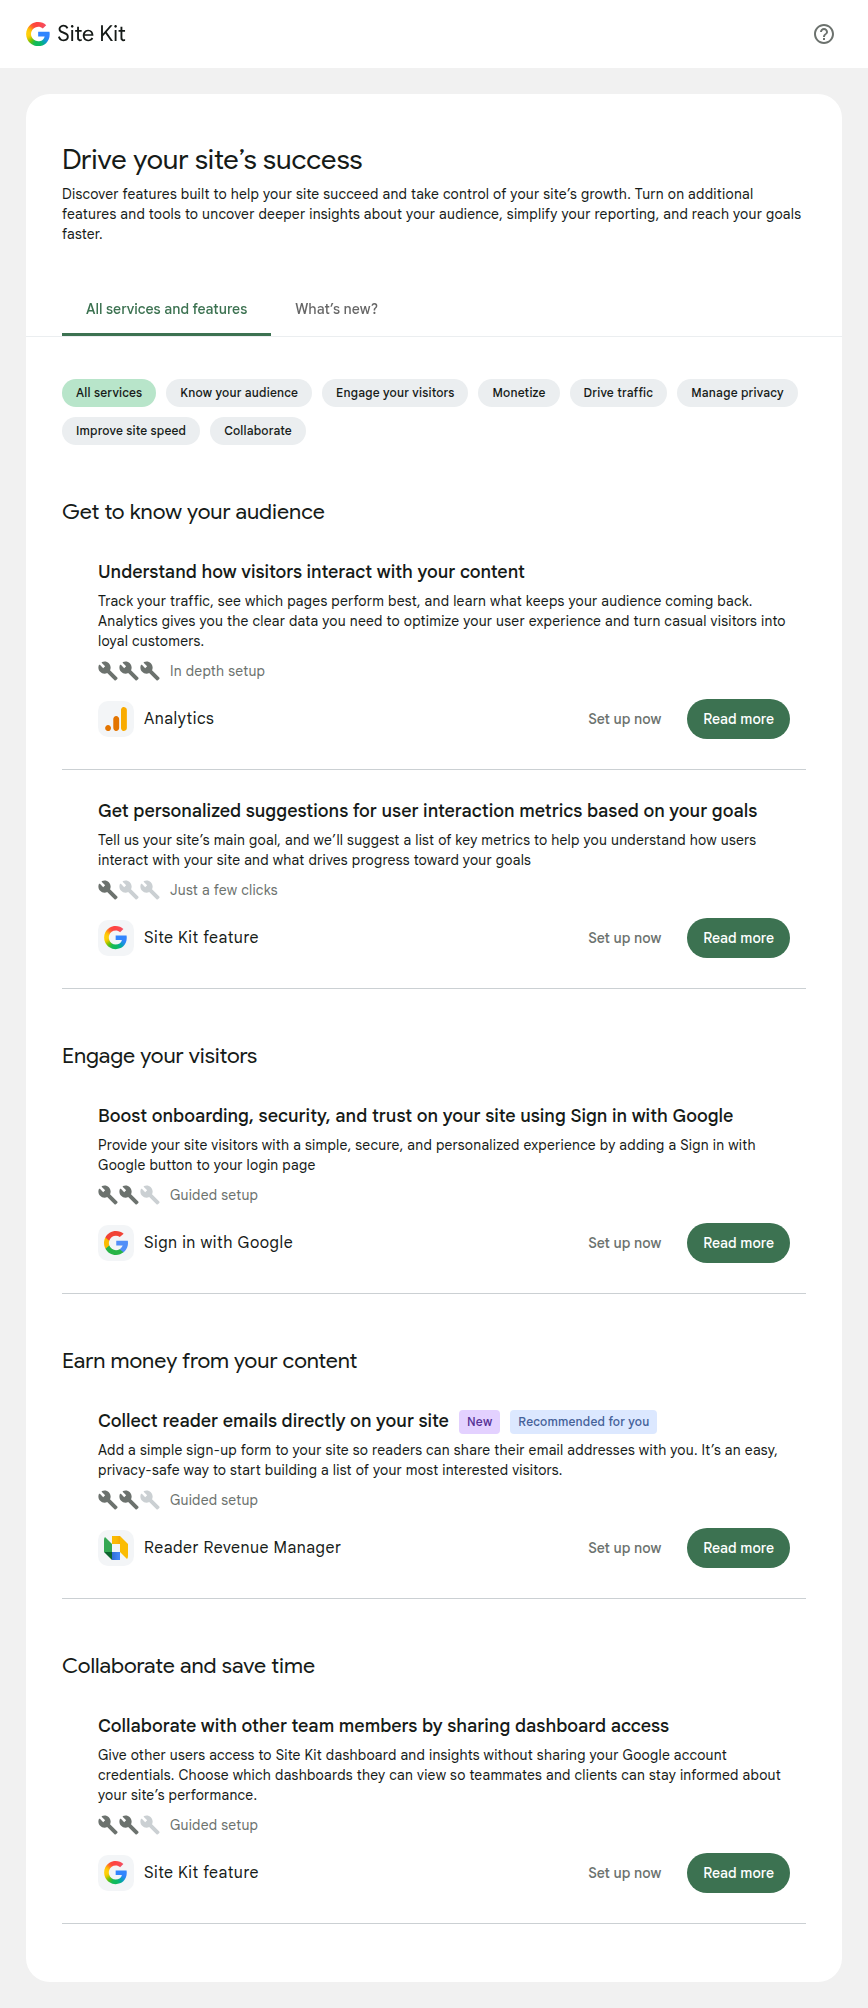 Site Kit
Drive your site’s success
Discover features built to help your site succeed and take control of your site’s growth. Turn on additional
features and tools to uncover deeper insights about your audience, simplify your reporting, and reach your goals
faster.
All services and features
What’s new?
All services
Know your audience
Engage your visitors
Monetize
Drive traffic
Manage privacy
Improve site speed
Collaborate
Get to know your audience
Understand how visitors interact with your content
Track your traffic, see which pages perform best, and learn what keeps your audience coming back.
Analytics gives you the clear data you need to optimize your user experience and turn casual visitors into
loyal customers.
In depth setup
Analytics
Set up now
Read more
Get personalized suggestions for user interaction metrics based on your goals
Tell us your site’s main goal, and we’ll suggest a list of key metrics to help you understand how users
interact with your site and what drives progress toward your goals
Just a few clicks
Site Kit feature
Set up now
Read more
Engage your visitors
Boost onboarding, security, and trust on your site using Sign in with Google
Provide your site visitors with a simple, secure, and personalized experience by adding a Sign in with
Google button to your login page
Guided setup
Sign in with Google
Set up now
Read more
Earn money from your content
Collect reader emails directly on your site
New
Recommended for you
Add a simple sign-up form to your site so readers can share their email addresses with you. It’s an easy,
privacy-safe way to start building a list of your most interested visitors.
Guided setup
Reader Revenue Manager
Set up now
Read more
Collaborate and save time
Collaborate with other team members by sharing dashboard access
Give other users access to Site Kit dashboard and insights without sharing your Google account
credentials. Choose which dashboards they can view so teammates and clients can stay informed about
your site’s performance.
Guided setup
Site Kit feature
Set up now
Read more